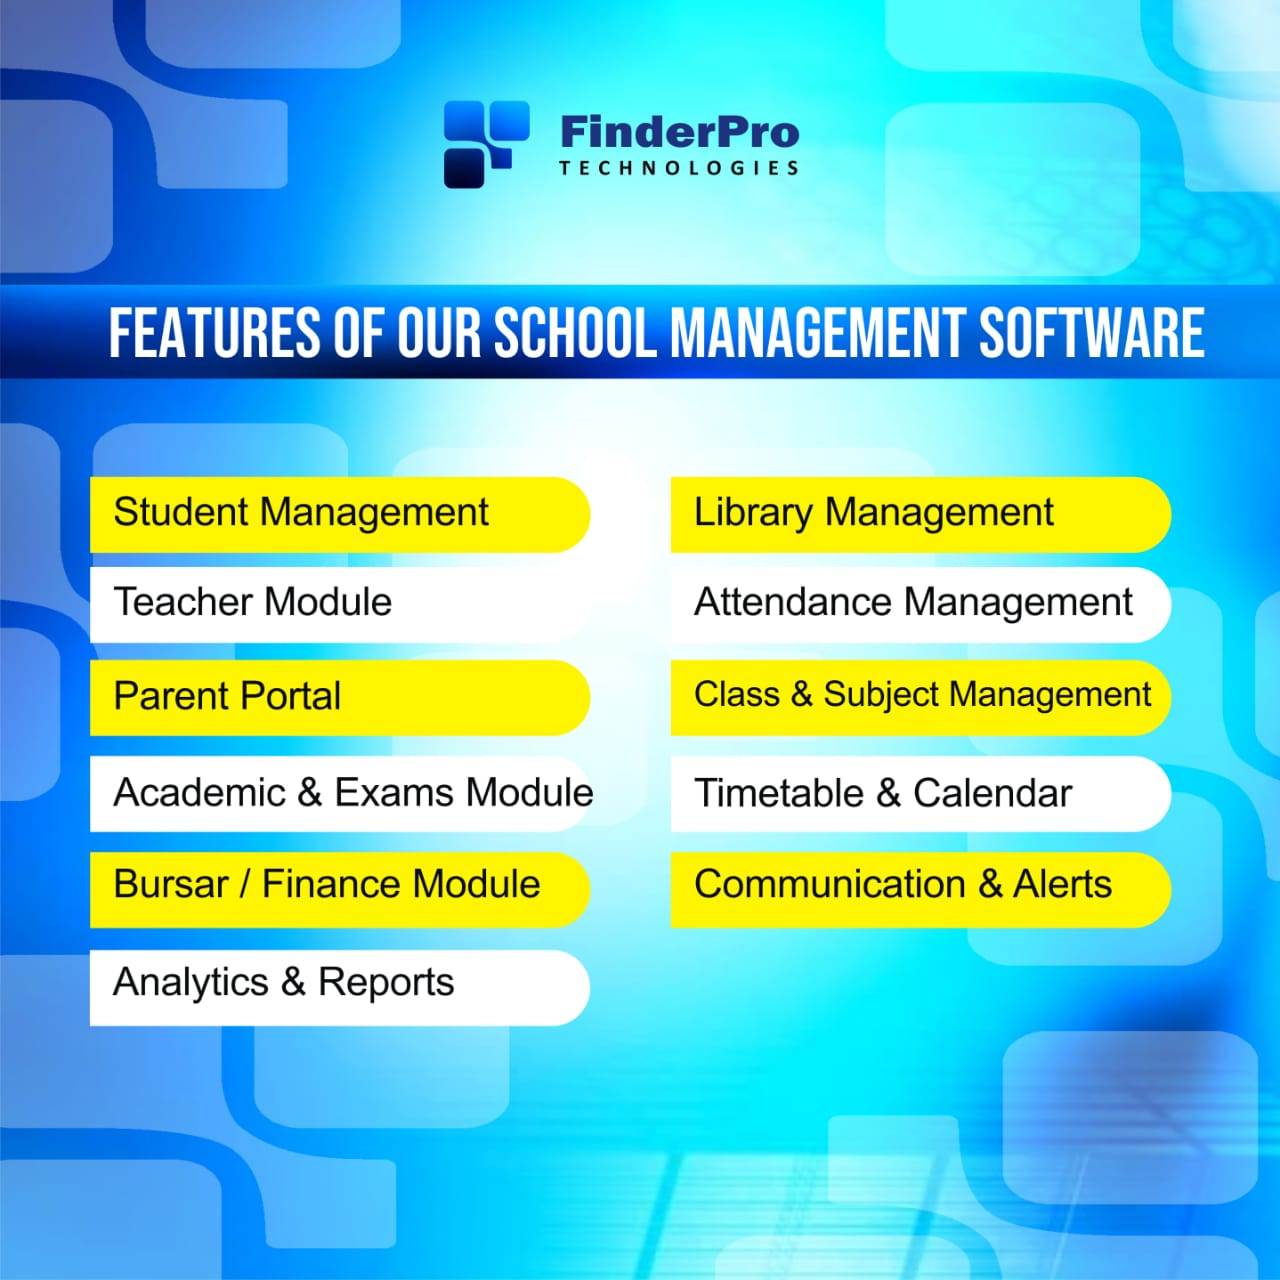 FinderPro
TECHNOLOGIES
FEATURES OF OUR SCHOOL MANAGEMENT SOFTWARE
Student Management
Teacher Module
Parent Portal
Academic & Exams Module
Bursar / Finance Module
Analytics & Reports
Library Management
Attendance Management
Class & Subject Management
Timetable & Calendar
Communication & Alerts